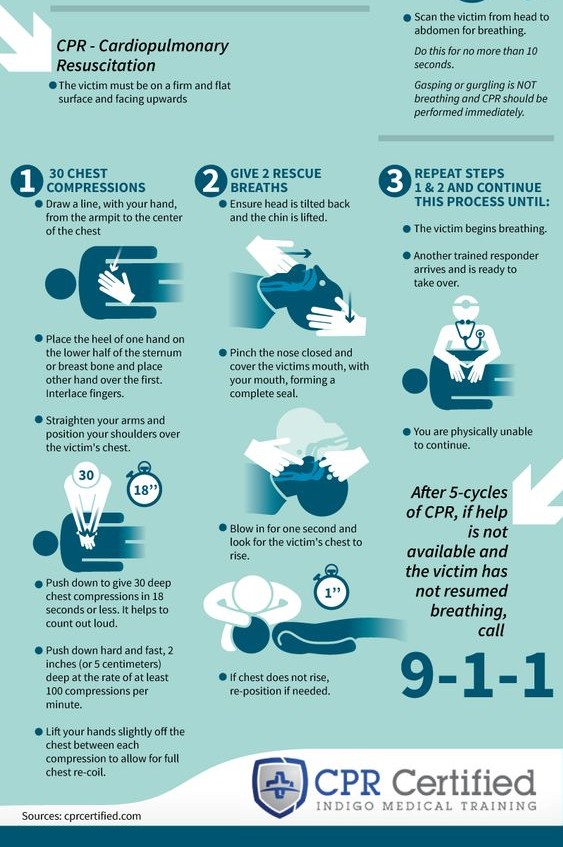 Scan the victim from head to
abdomen for breathing.
Do this for no more than 10
seconds.
Gasping or gurgling is NOT
breathing and CPR should be
performed immediately.
CPR - Cardiopulmonary
Resuscitation
The victim must be on a firm and flat
surface and facing upwards
1
30 CHEST
COMPRESSIONS
Draw a line, with your hand,
from the armpit to the center
of the chest
Place the heel of one hand on
the lower half of the sternum
or breast bone and place
other hand over the first.
Interlace fingers.
Straighten your arms and
position your shoulders over
the victim's chest.
30
18”
Push down to give 30 deep
chest compressions in 18
seconds or less. It helps to
count out loud.
Push down hard and fast, 2
inches (or 5 centimeters)
deep at the rate of at least
100 compressions per
minute.
Lift your hands slightly off the
chest between each
compression to allow for full
chest re-coil.
2
GIVE 2 RESCUE
BREATHS
Ensure head is tilted back
and the chin is lifted.
Pinch the nose closed and
cover the victims mouth, with
your mouth, forming a
complete seal.
Blow in for one second and
look for the victim's chest to
rise.
1”
If chest does not rise,
re-position if needed.
3
REPEAT STEPS
1 & 2 AND CONTINUE
THIS PROCESS UNTIL:
The victim begins breathing.
Another trained responder
arrives and is ready to
take over.
You are physically unable
to continue.
After 5-cycles
of CPR, if help
is not
available and
the victim has
not resumed
breathing,
call
9-1-1
CPR Certified
INDIGO MEDICAL TRAINING
Sources: cprcertified.com